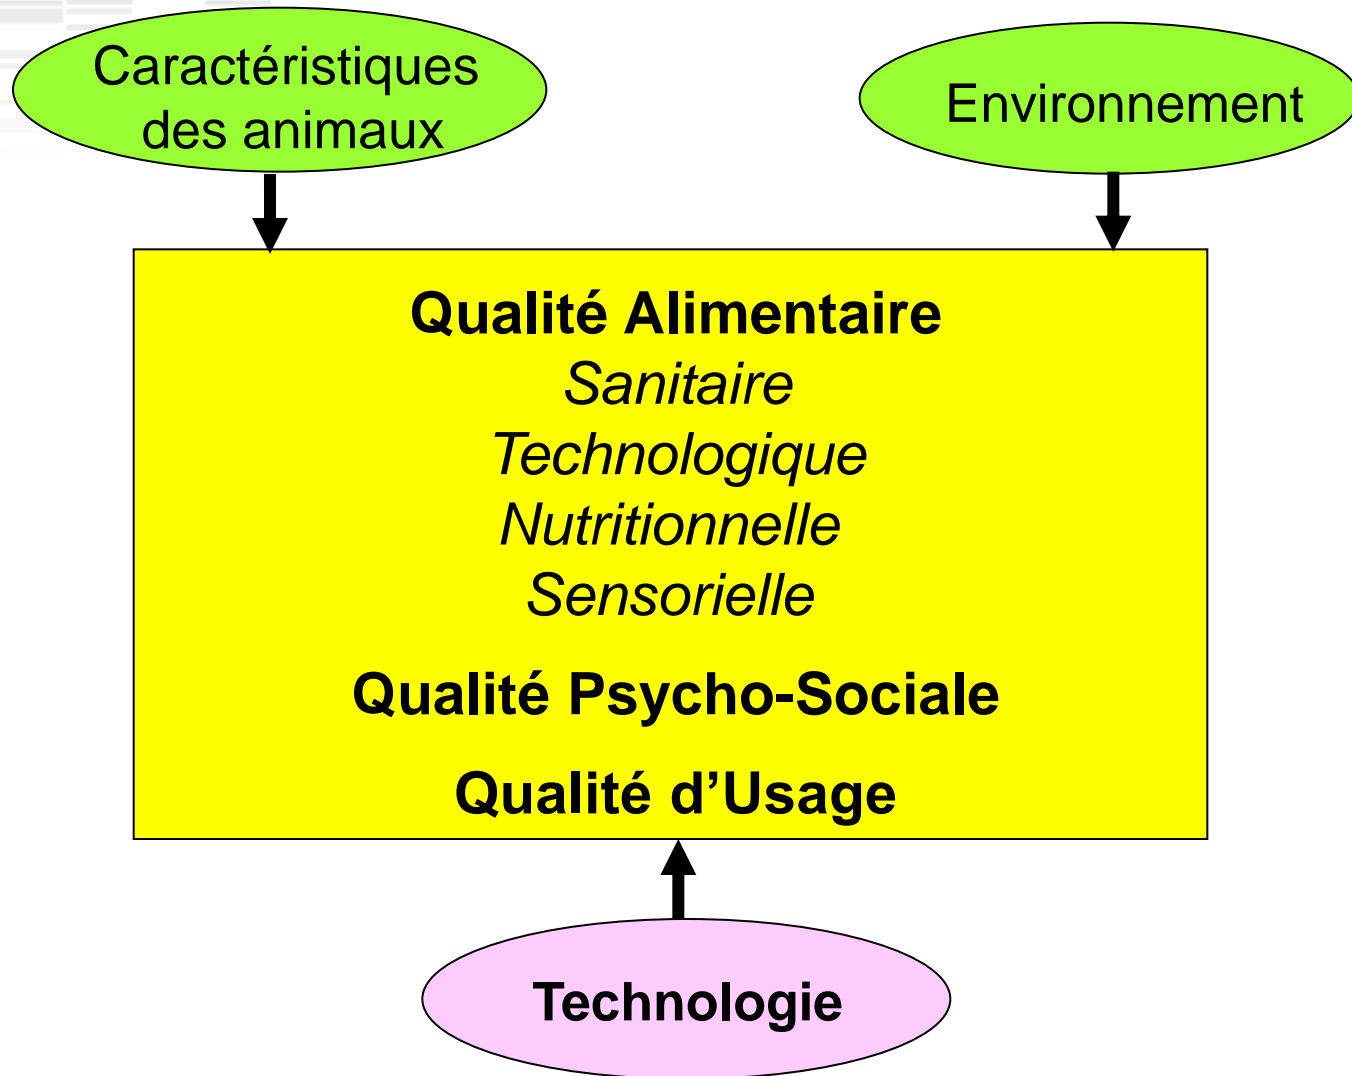 Caractéristiques
des animaux
Environnement
Qualité Alimentaire
Sanitaire
Technologique
Nutritionnelle
Sensorielle
Qualité Psycho-Sociale
Qualité d’Usage
Technologie